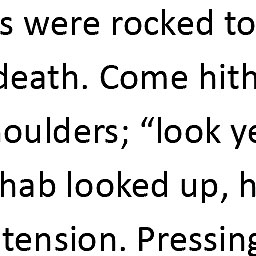 s were rocked to
death. Come hith
oulders; “look ye
hab looked up, h
tension. Pressing